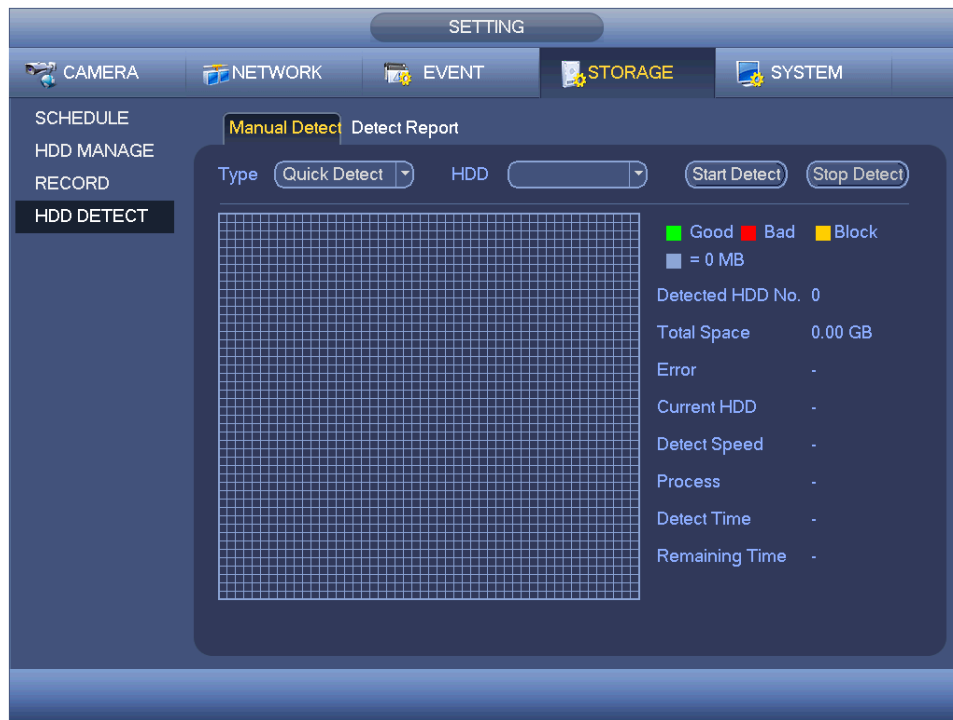 SETTING
CAMERA NETWORK EVENT STORAGE SYSTEM
SCHEDULE
HDD MANAGE
RECORD
HDD DETECT
Manual Detect Detect Report
Type Quick Detect HDD Start Detect Stop Detect
Good Bad Block
= 0 MB
Detected HDD No. 0
Total Space 0.00 GB
Error -
Current HDD -
Detect Speed -
Process -
Detect Time -
Remaining Time -